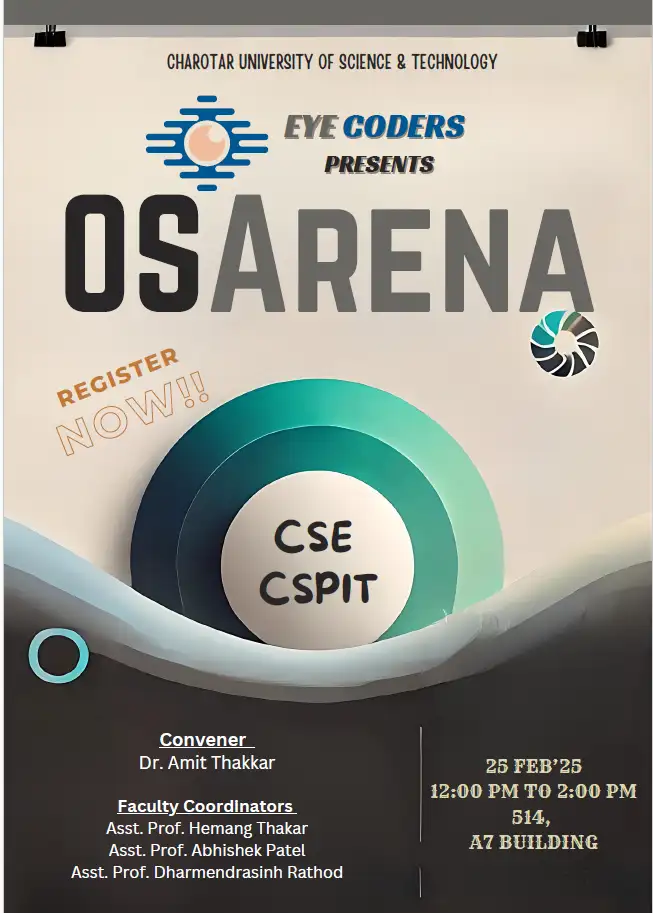 CHAROTAR UNIVERSITY OF SCIENCE & TECHNOLOGY
EYE CODERS
PRESENTS
OSARENA
REGISTER
NOW!!
CSE
CSPIT
Convener
Dr. Amit Thakkar
Faculty CoordInators
Asst. Prof. Hemang Thakar
Asst. Prof. Abhishek Patel
Asst. Prof. Dharmendrasinh Rathod
25 FEB'25
12:00 PM TO 2:00 PM
514,
A7 BUILDING